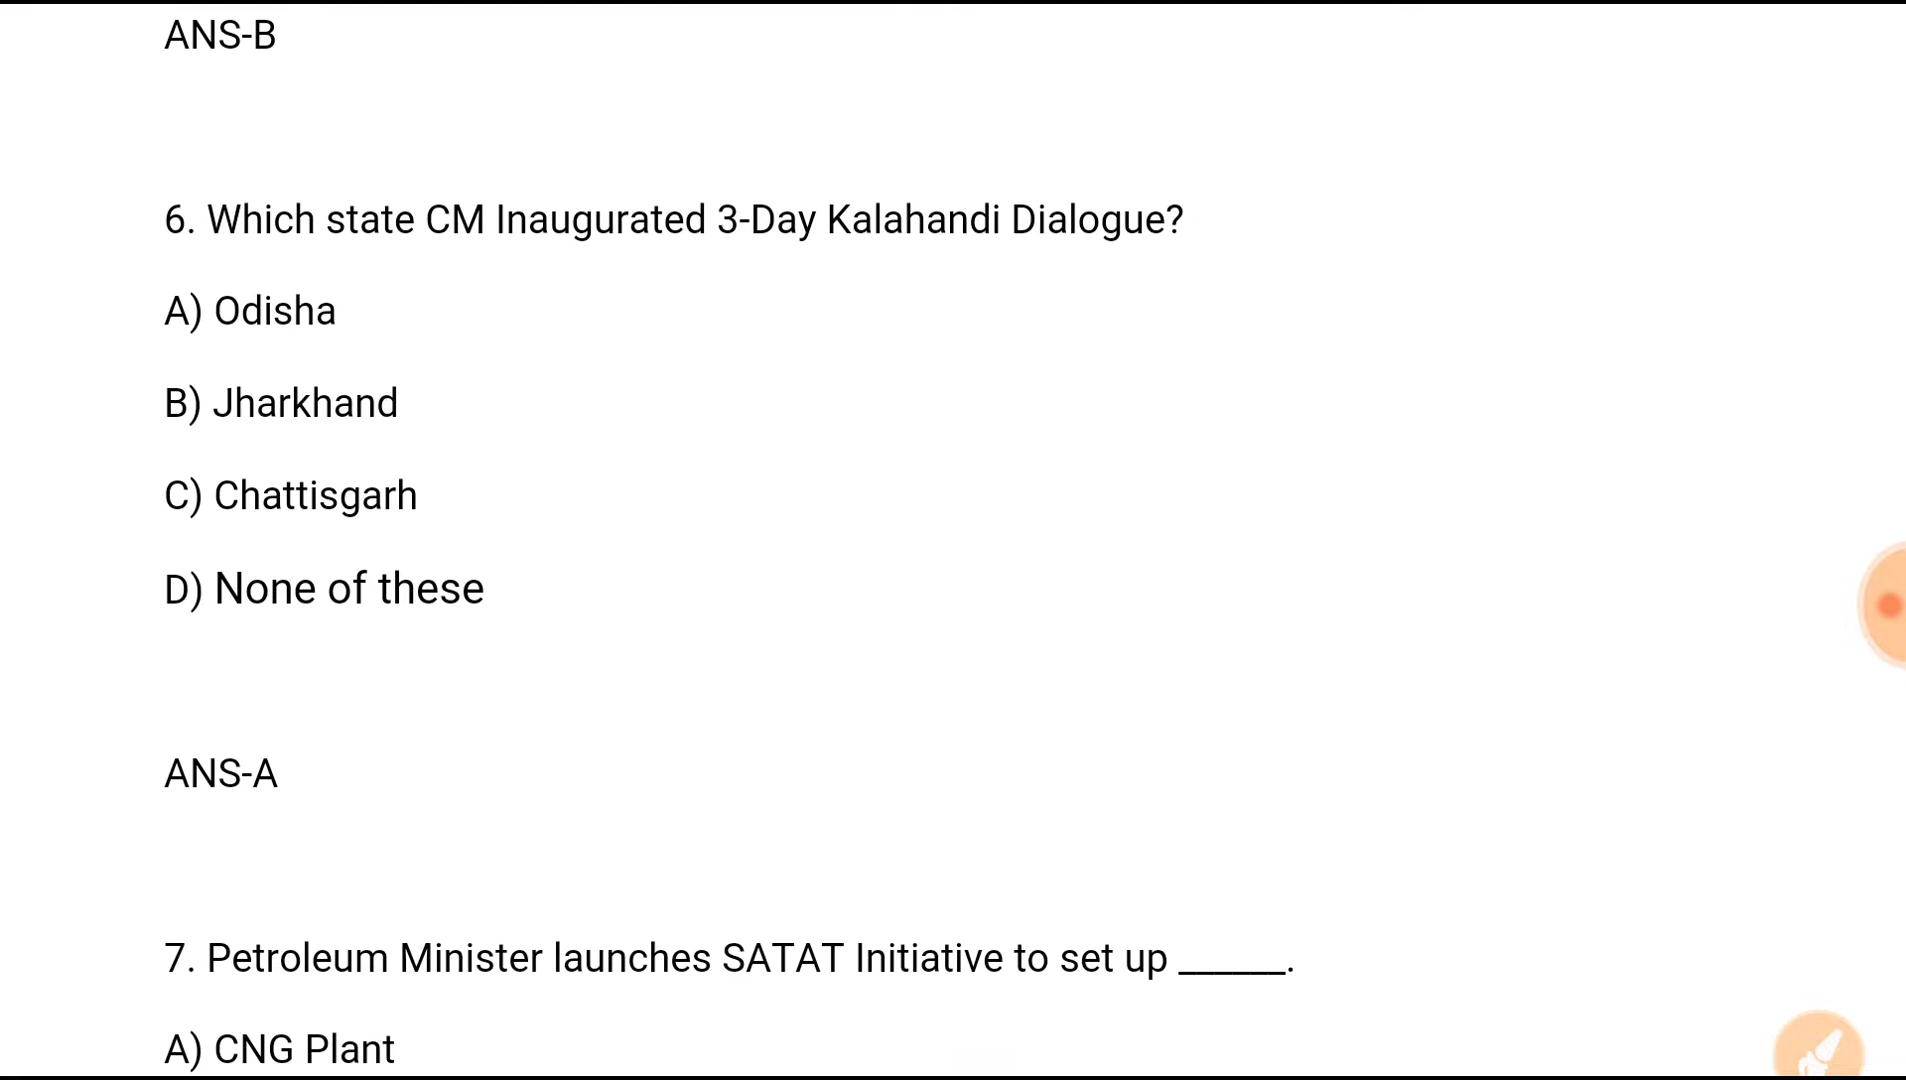 ANS-B
6. Which state CM Inaugurated 3-Day Kalahandi Dialogue?
A) Odisha
B) Jharkhand
C) Chattisgarh
D) None of these
ANS-A
7. Petroleum Minister launches SATAT Initiative to set up ______.
A) CNG Plant